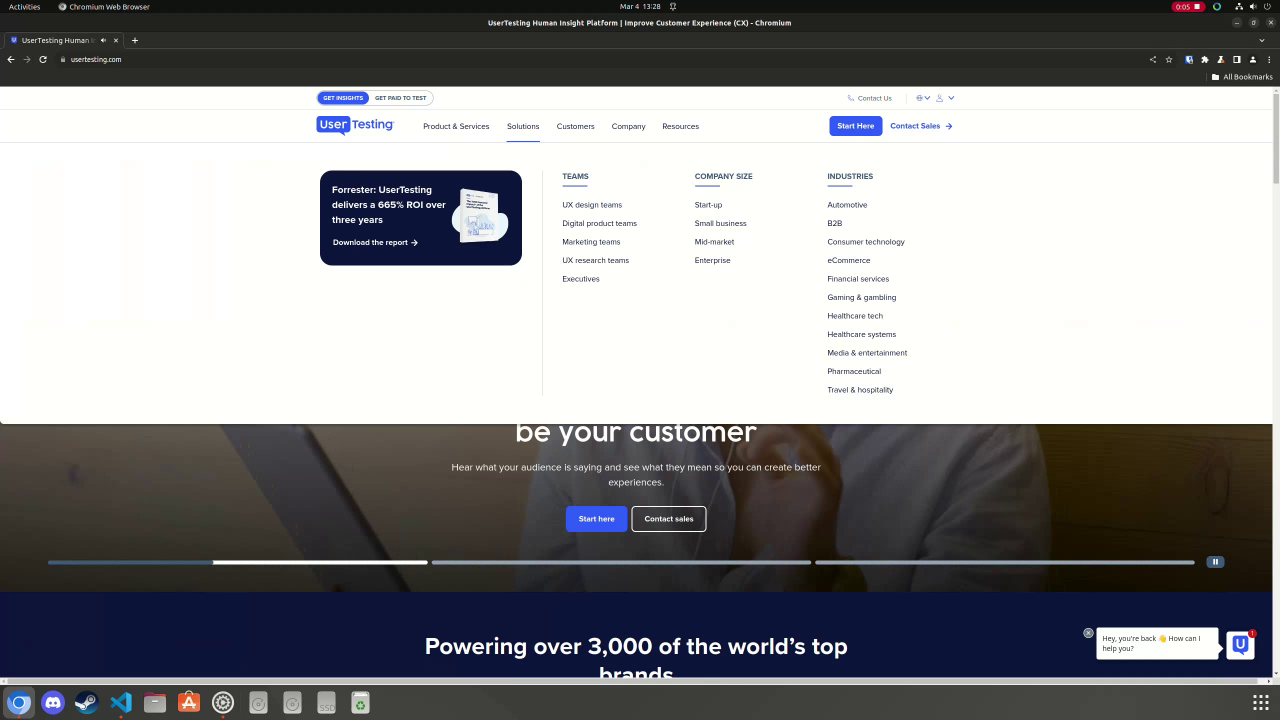 Activities
Chromium Web Browser
Mar 4 13:28
0:05
UserTesting Human Insight Platform | Improve Customer Experience (CX) - Chromium
UserTesting Human I
usertesting.com
All Bookmarks
GET INSIGHTS
GET PAID TO TEST
Contact Us
UserTesting
Product & Services
Solutions
Customers
Company
Resources
Start Here
Contact Sales
Forrester: UserTesting
delivers a 665% ROI over
three years
Download the report
TEAMS
UX design teams
Digital product teams
Marketing teams
UX research teams
Executives
COMPANY SIZE
Start-up
Small business
Mid-market
Enterprise
INDUSTRIES
Automotive
B2B
Consumer technology
eCommerce
Financial services
Gaming & gambling
Healthcare tech
Healthcare systems
Media & entertainment
Pharmaceutical
Travel & hospitality
be your customer
Hear what your audience is saying and see what they mean so you can create better
experiences.
Start here
Contact sales
Powering over 3,000 of the world's top
brands
Hey, you're back 👋 How can I
help you?
U
1
SSD